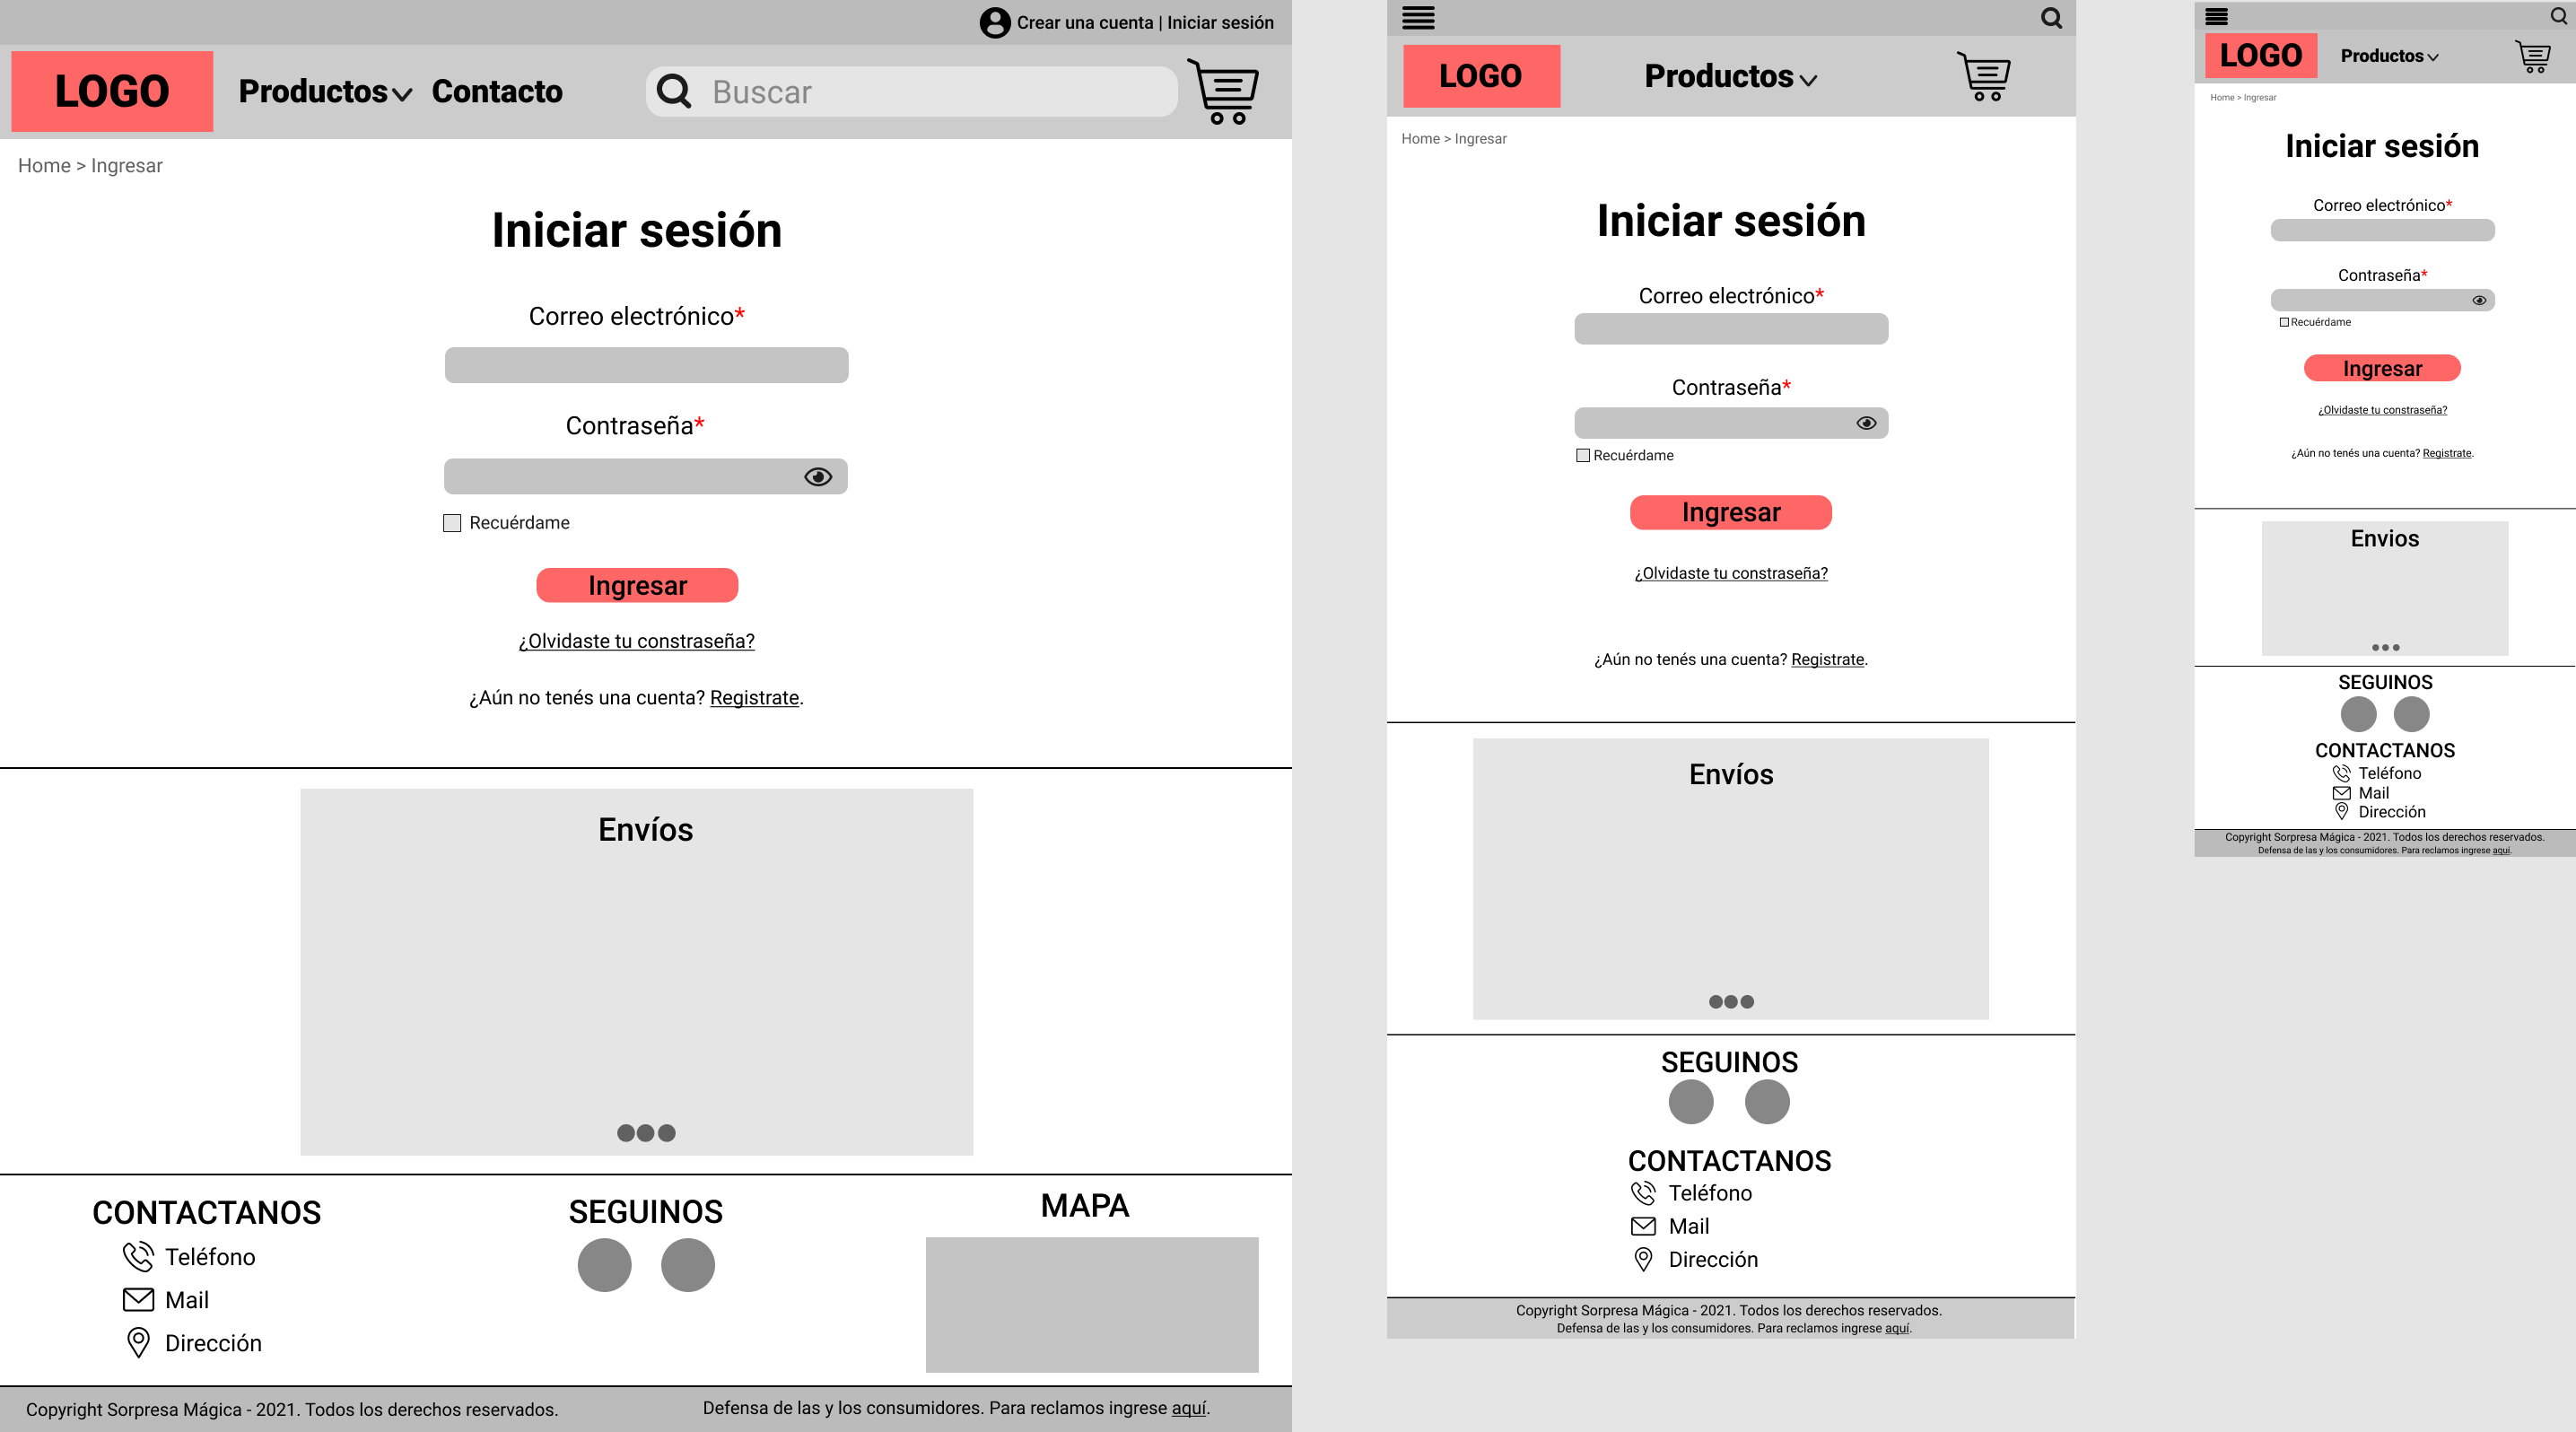 Crear una cuenta | Iniciar sesión
LOGO
Productos
Contacto
Buscar
Home > Ingresar
Iniciar sesión
Correo electrónico*
Contraseña*
Recuérdame
Ingresar
¿Olvidaste tu constraseña?
¿Aún no tenés una cuenta? Registrate.
Envíos
CONTACTANOS
Teléfono
Mail
Dirección
SEGUINOS
MAPA
Copyright Sorpresa Mágica - 2021. Todos los derechos reservados.
Defensa de las y los consumidores. Para reclamos ingrese aquí.
LOGO
Productos
Home > Ingresar
Iniciar sesión
Correo electrónico*
Contraseña*
Recuérdame
Ingresar
¿Olvidaste tu constraseña?
¿Aún no tenés una cuenta? Registrate.
Envíos
SEGUINOS
CONTACTANOS
Teléfono
Mail
Dirección
Copyright Sorpresa Mágica - 2021. Todos los derechos reservados.
Defensa de las y los consumidores. Para reclamos ingrese aquí.
LOGO
Productos
Home > Ingresar
Iniciar sesión
Correo electrónico*
Contraseña*
Recuérdame
Ingresar
¿Olvidaste tu constraseña?
¿Aún no tenés una cuenta? Registrate.
Envios
SEGUINOS
CONTACTANOS
Teléfono
Mail
Dirección
Copyright Sorpresa Mágica - 2021. Todos los derechos reservados.
Defensa de las y los consumidores. Para reclamos ingrese aquí.